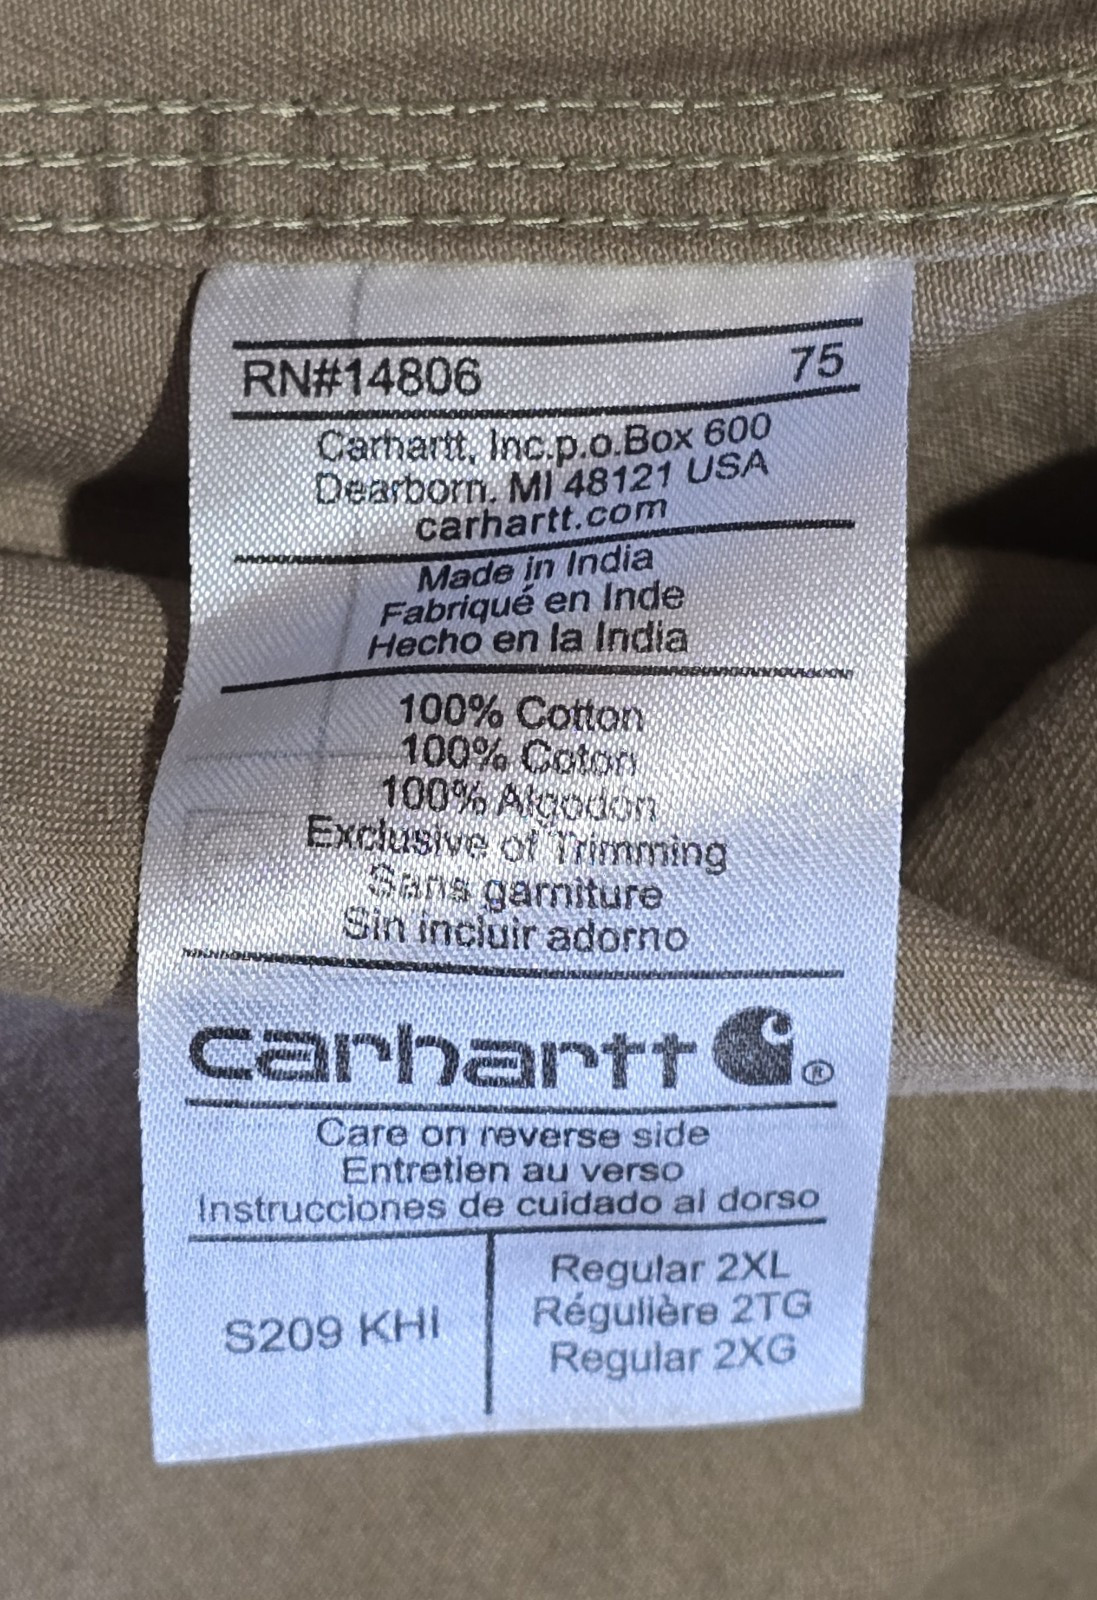 RN#14806 75
Carhartt, Inc.p.o.Box 600
Dearborn. MI 48121 USA
carhartt.com
Made in India
Fabriqué en Inde
Hecho en la India
100% Cotton
100% Coton
100% Algodón
Exclusive of Trimming
Sans garniture
Sin incluir adorno
carhartt ®
Care on reverse side
Entretien au verso
Instrucciones de cuidado al dorso
S209 KHI
Regular 2XL
Régulière 2TG
Regular 2XG